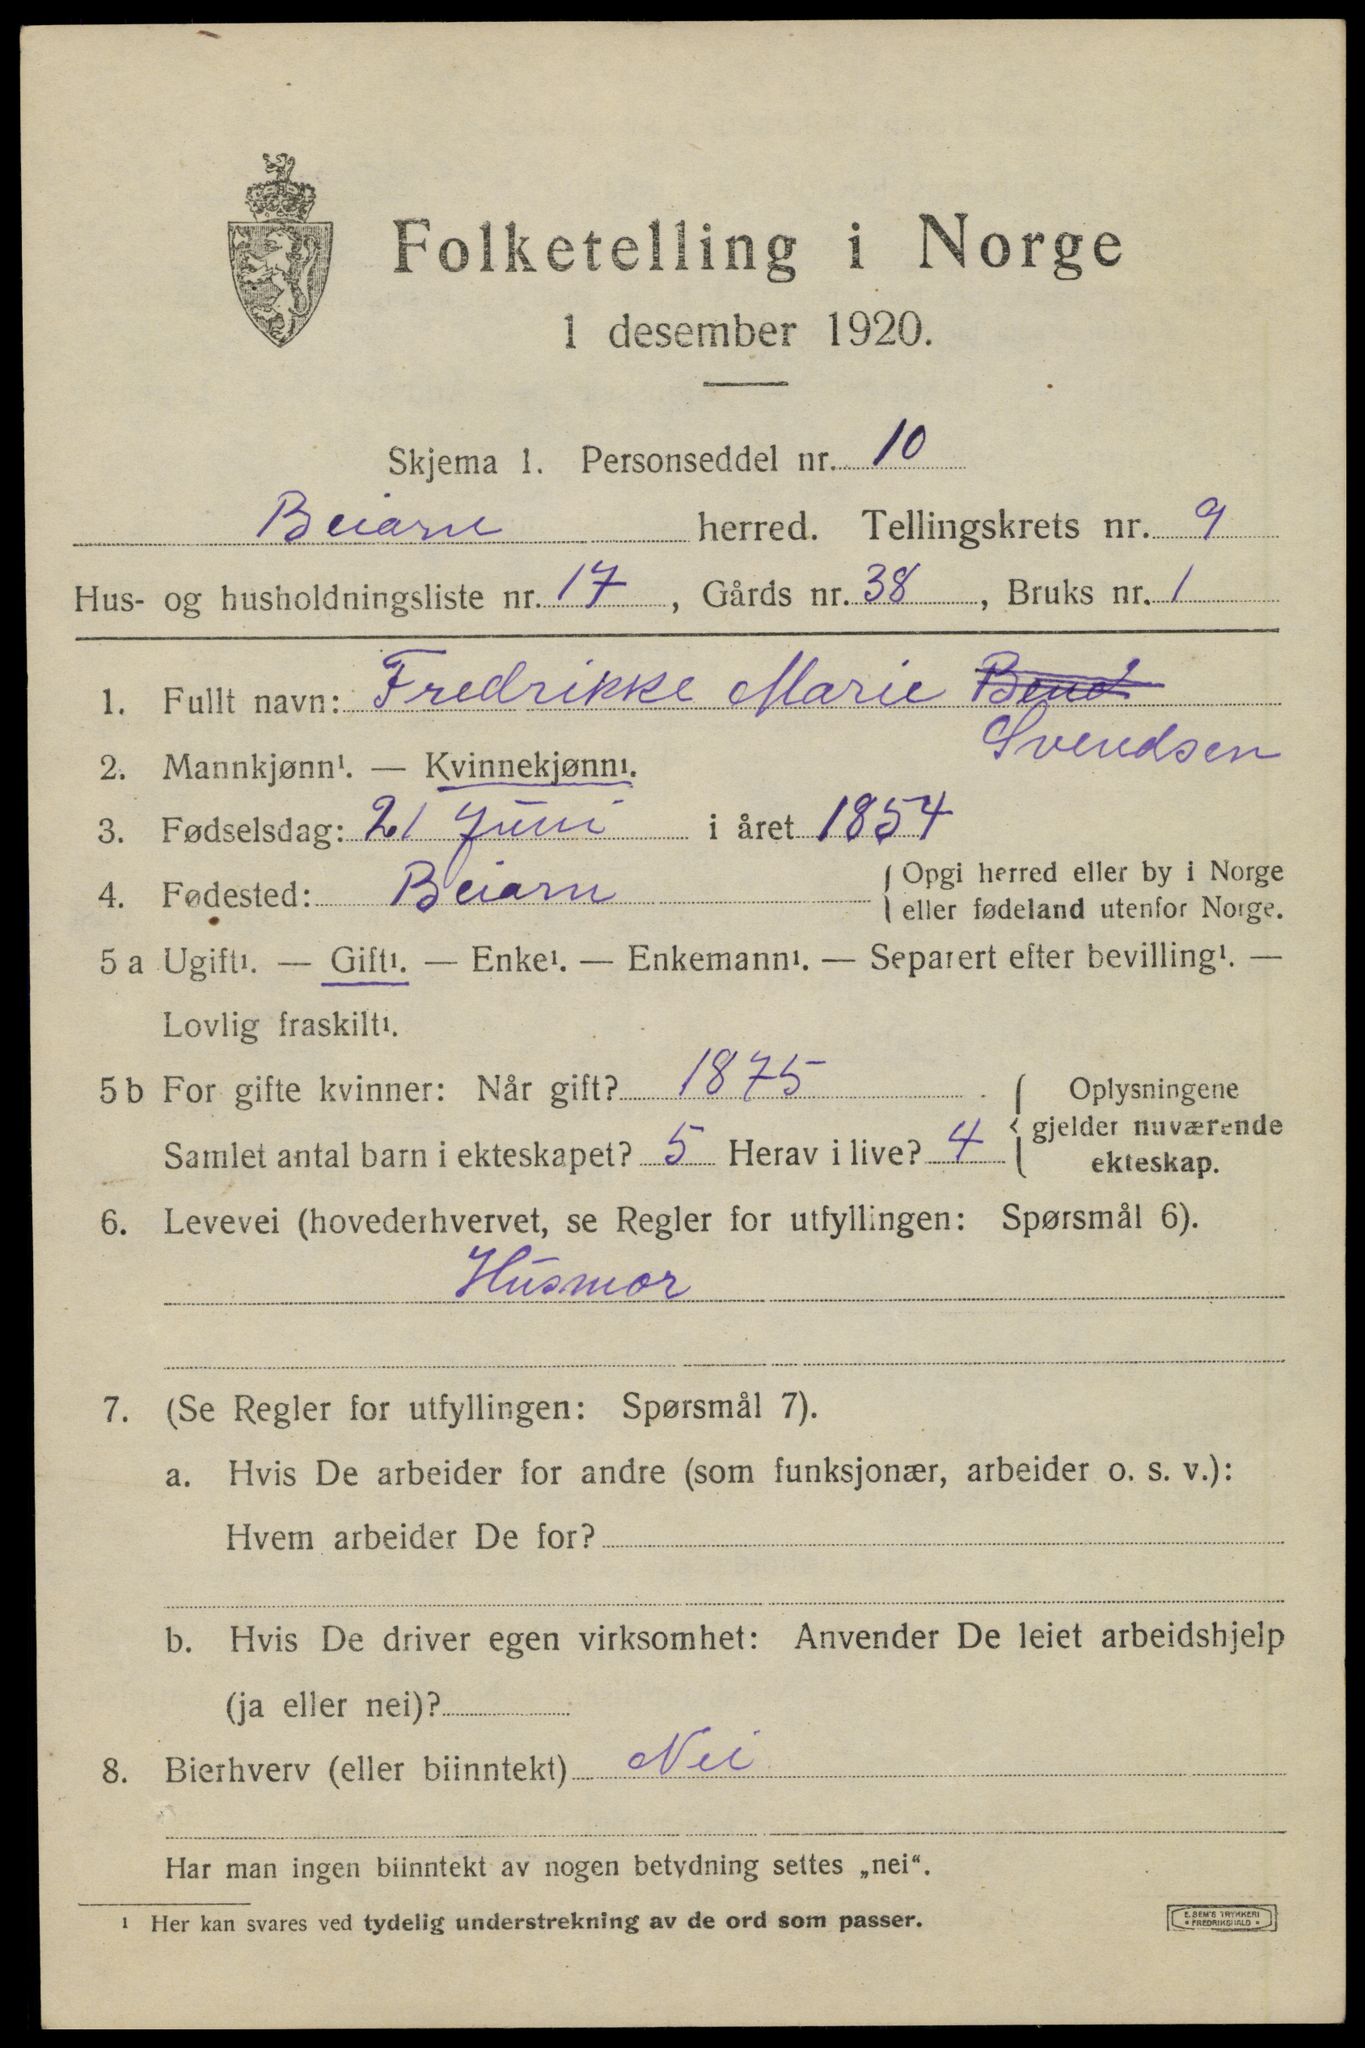 Folketelling i Norge
1 desember 1920.
Skjema 1. Personseddel nr. 10
Beiarn herred. Tellingskrets nr. 9
Hus- og husholdningsliste nr. 17, Gårds nr. 38, Bruks nr. 1
1. Fullt navn: Fredrikke Marie
Svendsen
2. Mannkjønn¹. — Kvinnekjønn¹.
3. Fødselsdag: 21 Juni i året 1854
4. Fødested: Beiarn { Opgi herred eller by i Norge
eller fødeland utenfor Norge.
5 a Ugift¹. — Gift¹. — Enke¹. — Enkemann¹. — Separert efter bevilling¹. —
Lovlig fraskilt¹.
5 b For gifte kvinner: Når gift? 1875
Samlet antal barn i ekteskapet? 5 Herav i live? 4
{ Oplysningene
gjelder nuværende
ekteskap.
6. Levevei (hovederhvervet, se Regler for utfyllingen: Spørsmål 6).
Husmor
7. (Se Regler for utfyllingen: Spørsmål 7).
a. Hvis De arbeider for andre (som funksjonær, arbeider o. s. v.):
Hvem arbeider De for?
b. Hvis De driver egen virksomhet: Anvender De leiet arbeidshjelp
(ja eller nei)?
8. Bierhverv (eller biinntekt) Nei
Har man ingen biinntekt av nogen betydning settes „nei“.
¹ Her kan svares ved tydelig understrekning av de ord som passer.
E. SEM'S TRYKKERI
FREDRIKSHALD